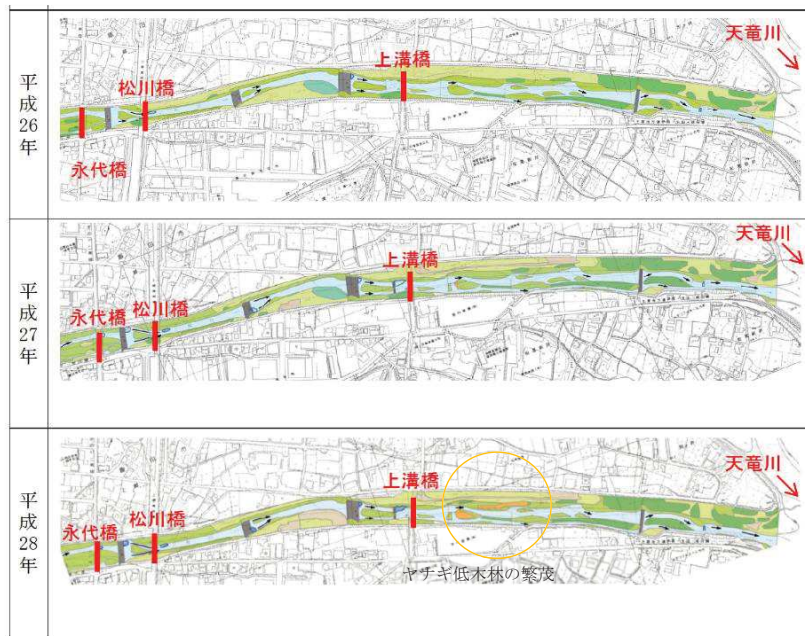 平成26年
天竜川
上溝橋
松川橋
永代橋
平成27年
天竜川
上溝橋
松川橋
永代橋
平成28年
天竜川
上溝橋
松川橋
永代橋
ヤナギ低木林の繁茂